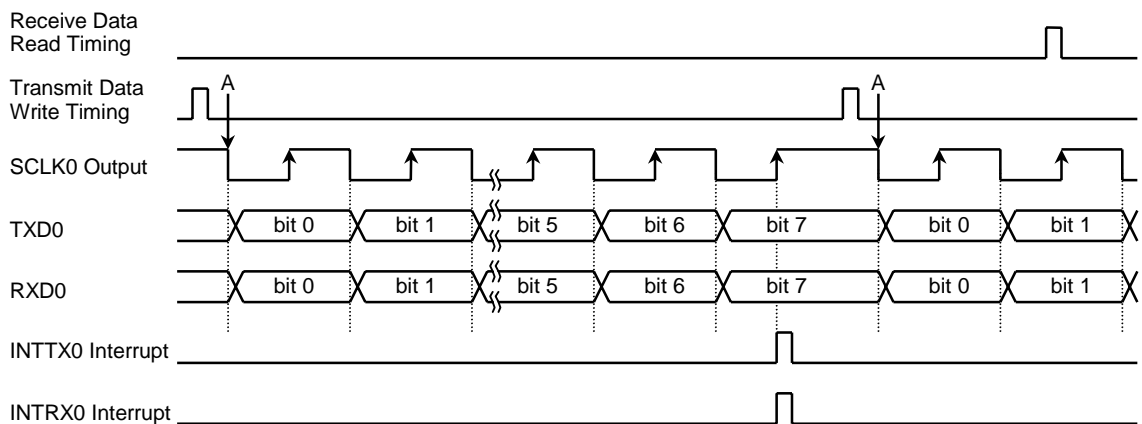 Receive Data
Read Timing
Transmit Data
Write Timing
A
A
SCLK0 Output
TXD0
bit 0
bit 1
bit 5
bit 6
bit 7
bit 0
bit 1
RXD0
bit 0
bit 1
bit 5
bit 6
bit 7
bit 0
bit 1
INTTX0 Interrupt
INTRX0 Interrupt